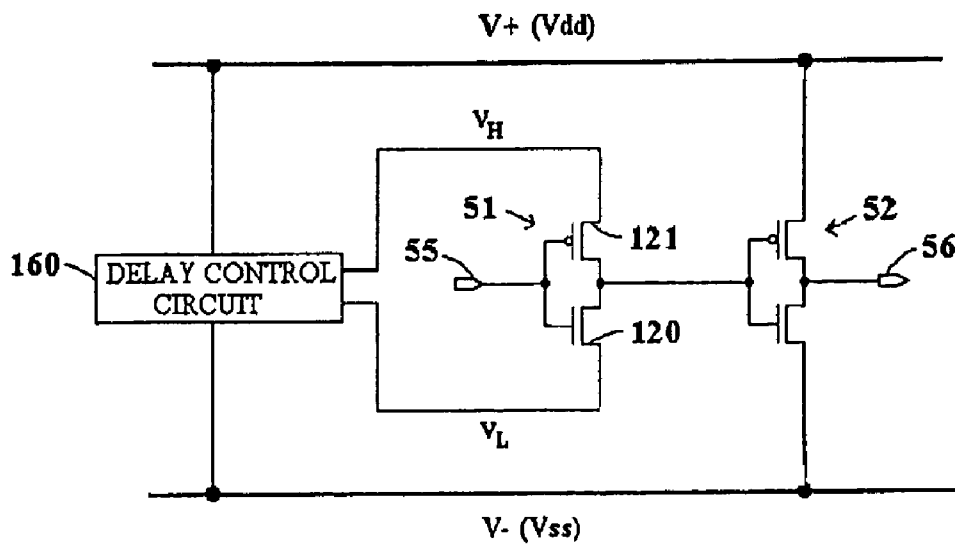 V+ (Vdd)
VH
51
52
121
55
56
160
DELAY CONTROL
CIRCUIT
120
VL
V- (Vss)